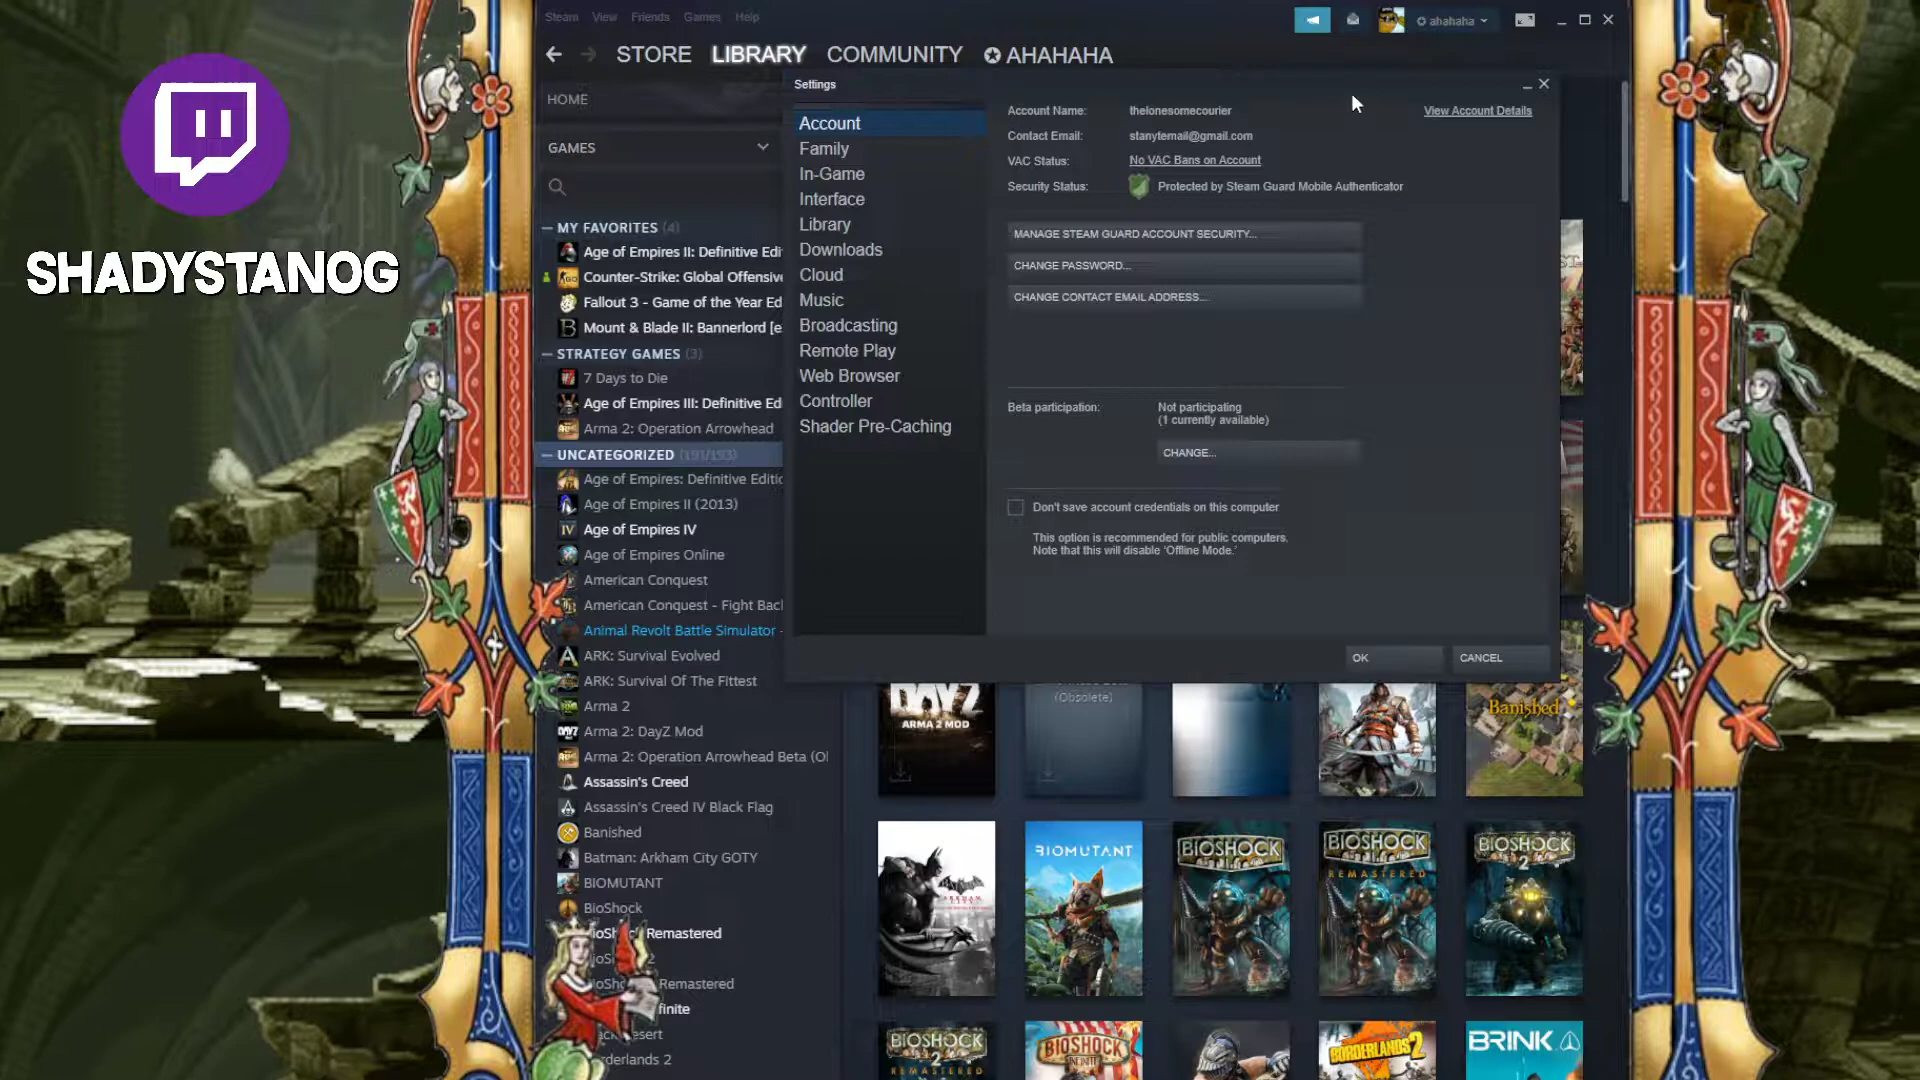 Steam View Friends Games Help
ahahaha
STORE LIBRARY COMMUNITY AHAHAHA
SHADYSTANOG
HOME
GAMES
MY FAVORITES (4)
Age of Empires II: Definitive Edi
Counter-Strike: Global Offensive
Fallout 3 - Game of the Year Ed
Mount & Blade II: Bannerlord [e
STRATEGY GAMES (3)
7 Days to Die
Age of Empires III: Definitive Ed
Arma 2: Operation Arrowhead
UNCATEGORIZED (191/193)
Age of Empires: Definitive Editio
Age of Empires II (2013)
Age of Empires IV
Age of Empires Online
American Conquest
American Conquest - Fight Bac
Animal Revolt Battle Simulator -
ARK: Survival Evolved
ARK: Survival Of The Fittest
Arma 2
Arma 2: DayZ Mod
Arma 2: Operation Arrowhead Beta (Ol
Assassin's Creed
Assassin's Creed IV Black Flag
Banished
Batman: Arkham City GOTY
BIOMUTANT
BioShock
Remastered
Remastered
finite
esert
rderlands 2
Settings
Account
Family
In-Game
Interface
Library
Downloads
Cloud
Music
Broadcasting
Remote Play
Web Browser
Controller
Shader Pre-Caching
Account Name: thelonesomecourier View Account Details
Contact Email: stanytemail@gmail.com
VAC Status: No VAC Bans on Account
Security Status: Protected by Steam Guard Mobile Authenticator
MANAGE STEAM GUARD ACCOUNT SECURITY...
CHANGE PASSWORD...
CHANGE CONTACT EMAIL ADDRESS...
Beta participation: Not participating
(1 currently available)
CHANGE...
Don't save account credentials on this computer
This option is recommended for public computers.
Note that this will disable 'Offline Mode.'
OK CANCEL
DAYZ
ARMA 2 MOD
(Obsolete)
Banished
BIOMUTANT
BIOSHOCK
BIOSHOCK
REMASTERED
BIOSHOCK
2
BIOSHOCK
2
REMASTERED
BIOSHOCK
INFINITE
BORDERLANDS 2
BRINK